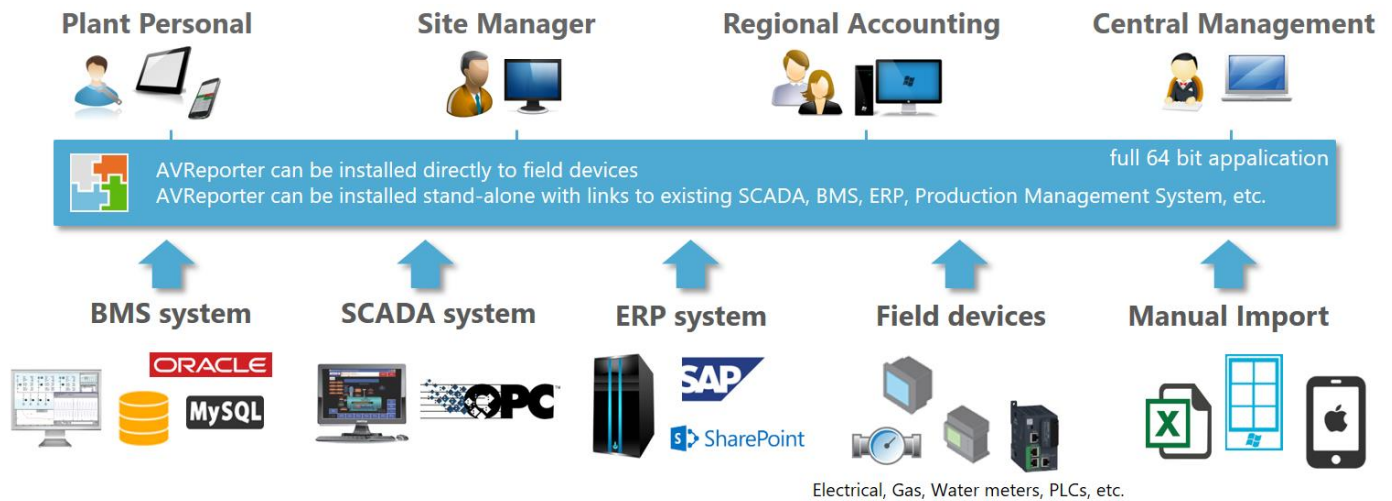 Plant Personal
Site Manager
Regional Accounting
Central Management
full 64 bit appalication
AVReporter can be installed directly to field devices
AVReporter can be installed stand-alone with links to existing SCADA, BMS, ERP, Production Management System, etc.
BMS system
SCADA system
ERP system
Field devices
Manual Import
ORACLE
MySQL
OPC
SAP
S SharePoint
X
Electrical, Gas, Water meters, PLCs, etc.